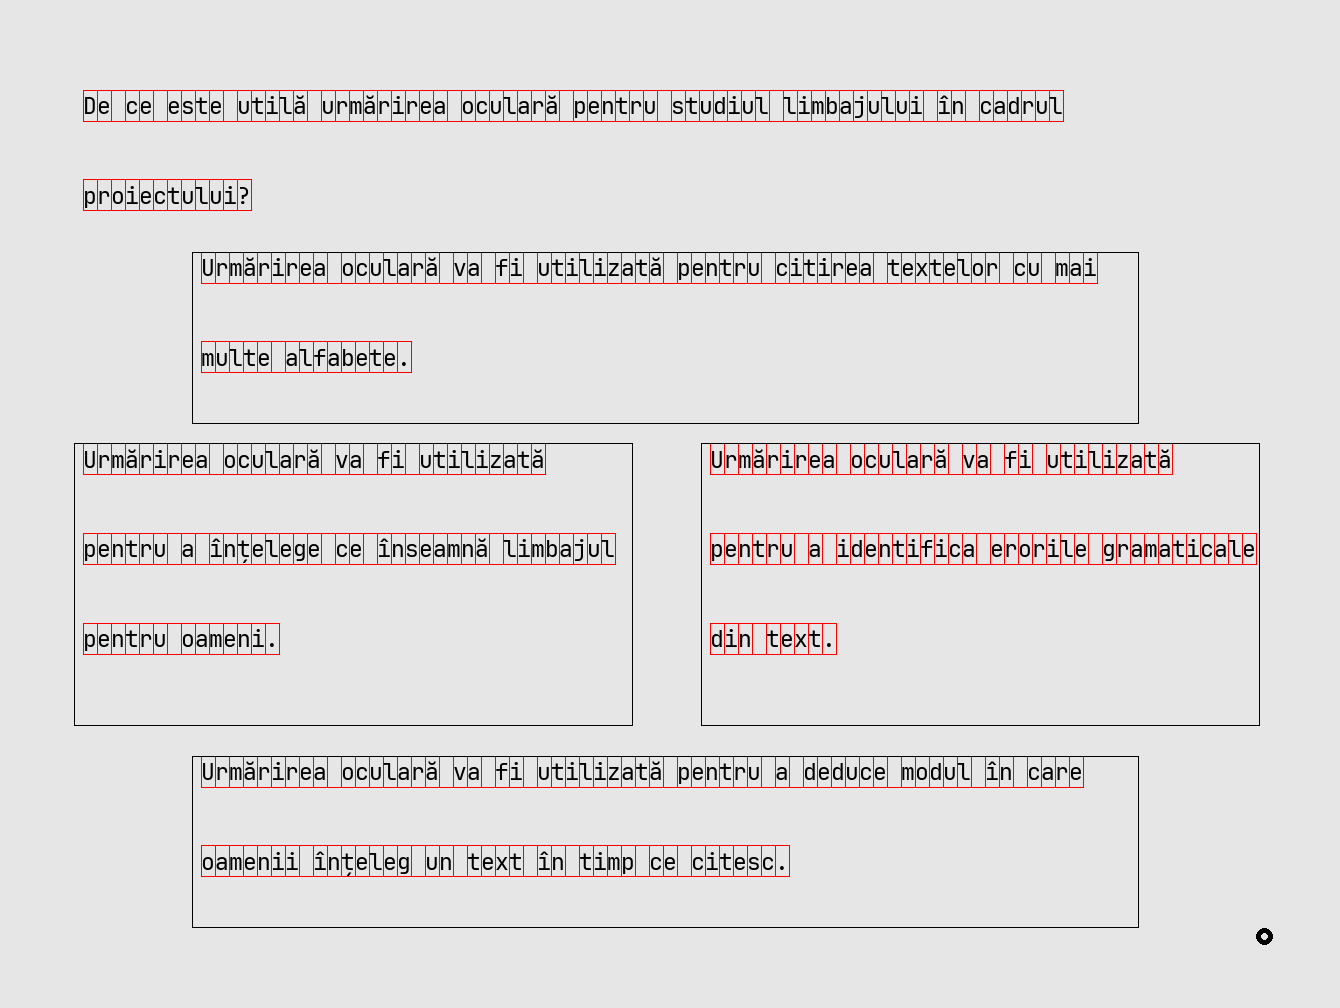 De ce este utilă urmărirea oculară pentru studiul limbajului în cadrul
proiectului?
Urmărirea oculară va fi utilizată pentru citirea textelor cu mai
multe alfabete.
Urmărirea oculară va fi utilizată
pentru a înțelege ce înseamnă limbajul
pentru oameni.
Urmărirea oculară va fi utilizată
pentru a identifica erorile gramaticale
din text.
Urmărirea oculară va fi utilizată pentru a deduce modul în care
oamenii înțeleg un text în timp ce citesc.